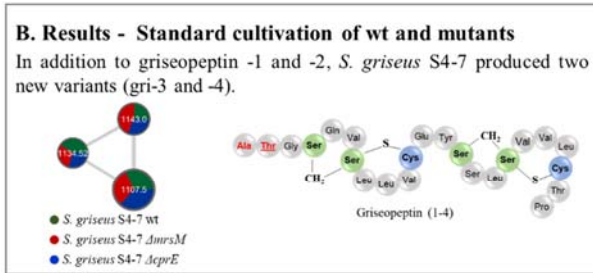 B. Results - Standard cultivation of wt and mutants
In addition to griseopeptin -1 and -2, S. griseus S4-7 produced two
new variants (gri-3 and -4).
1143.0
1134.52
1107.5
S. griseus S4-7 wt
S. griseus S4-7 ΔmrsM
S. griseus S4-7 ΔcprE
Ala Thr Gly Ser Gln Val Ser S Cys Glu Tyr Ser CH2 Ser Val Val Leu
CH2 Leu Leu Val Ser Leu S Cys
Thr
Pro
Griseopeptin (1-4)